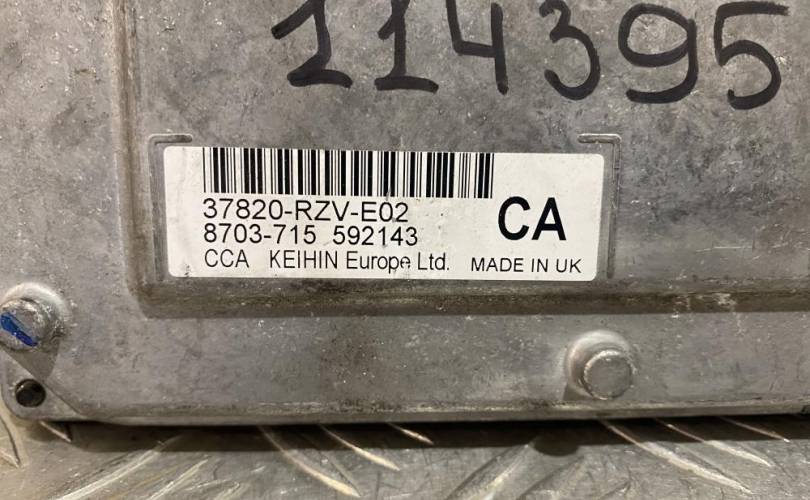 114395
37820-RZV-E02
CA
8703-715 592143
CCA KEIHIN Europe Ltd. MADE IN UK